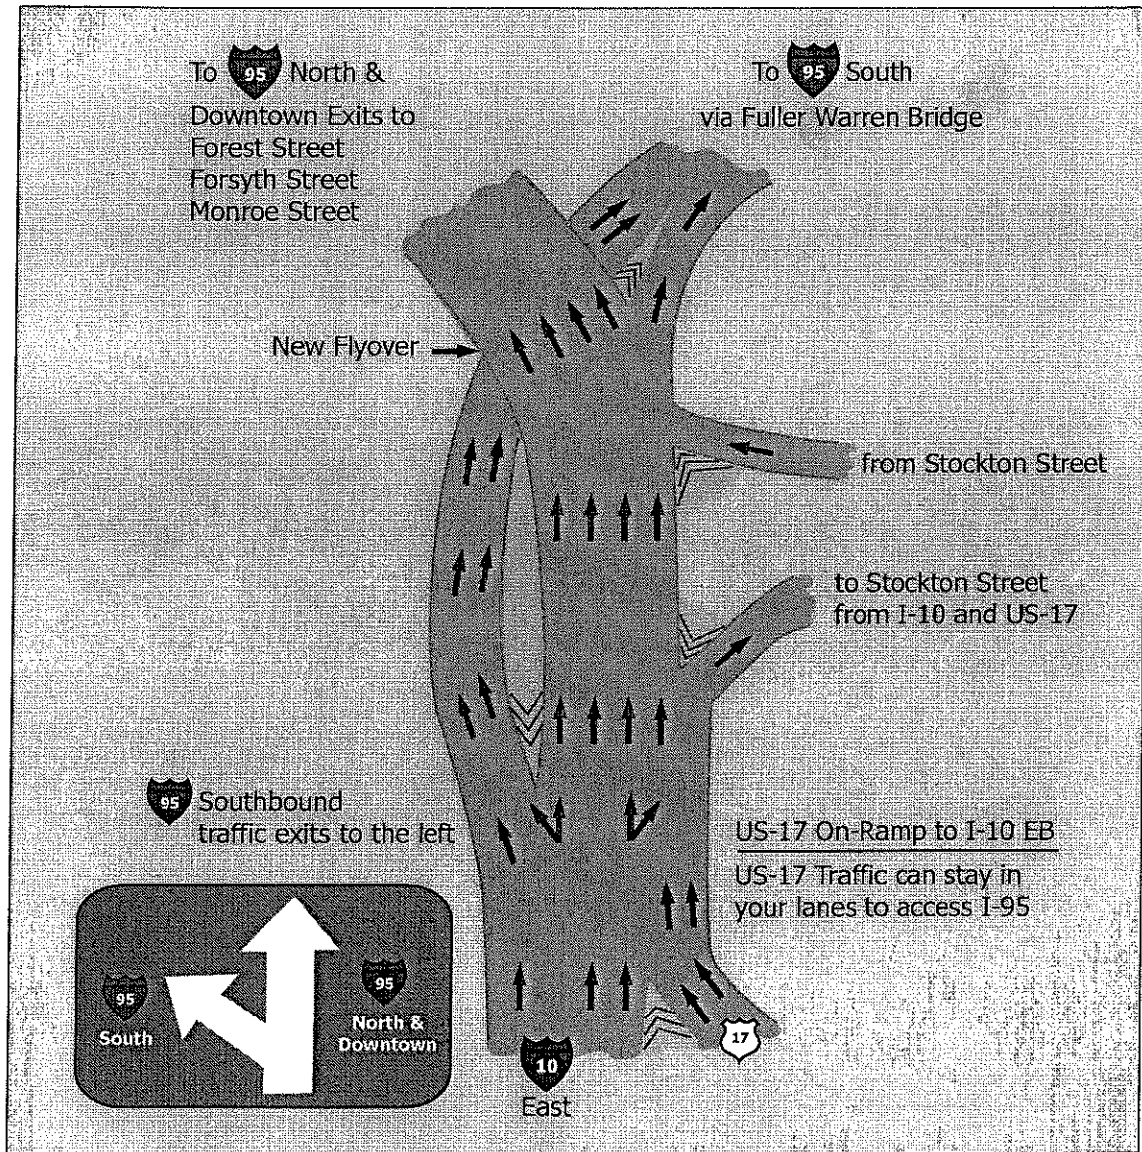 To 95 North &
Downtown Exits to
Forest Street
Forsyth Street
Monroe Street
To 95 South
via Fuller Warren Bridge
New Flyover
from Stockton Street
to Stockton Street
from I-10 and US-17
95 Southbound
traffic exits to the left
US-17 On-Ramp to I-10 EB
US-17 Traffic can stay in
your lanes to access I-95
95
South
95
North &
Downtown
17
10
East